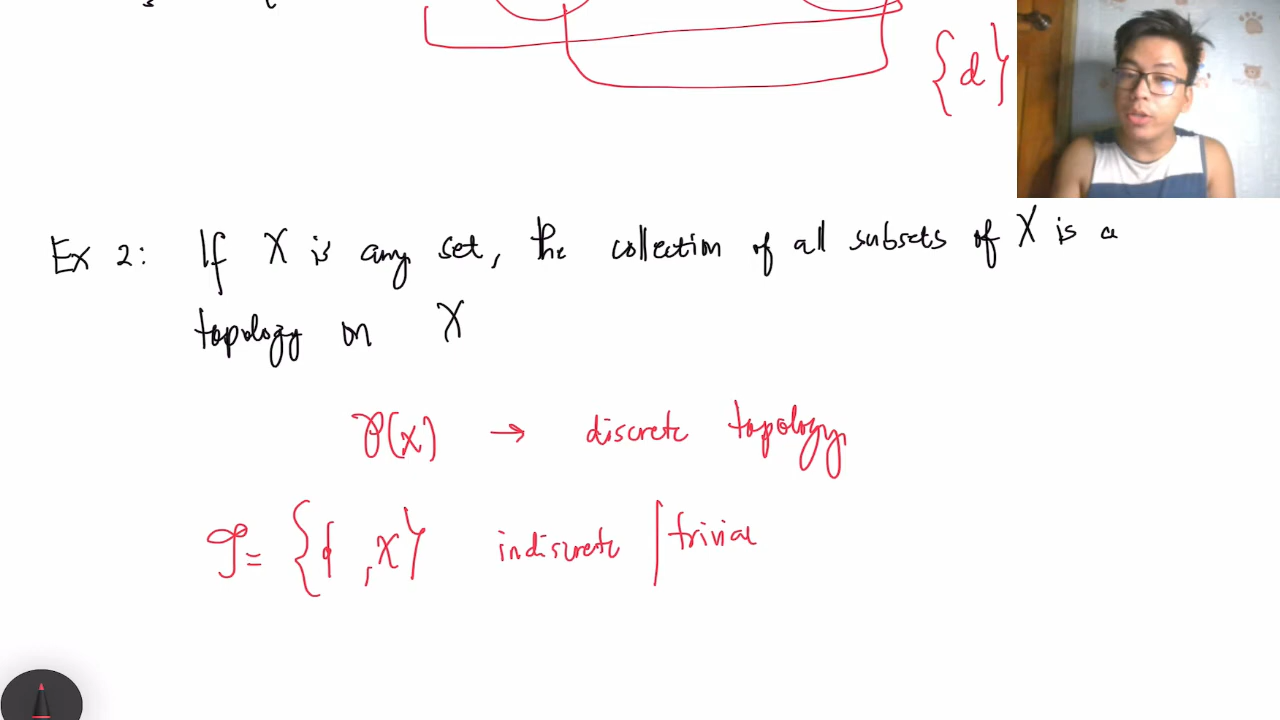 {d}
Ex 2: If X is any set, the collection of all subsets of X is a
topology on X
𝒫(X) → discrete topology
𝒯 = {ϕ, X} indiscrete / trivial